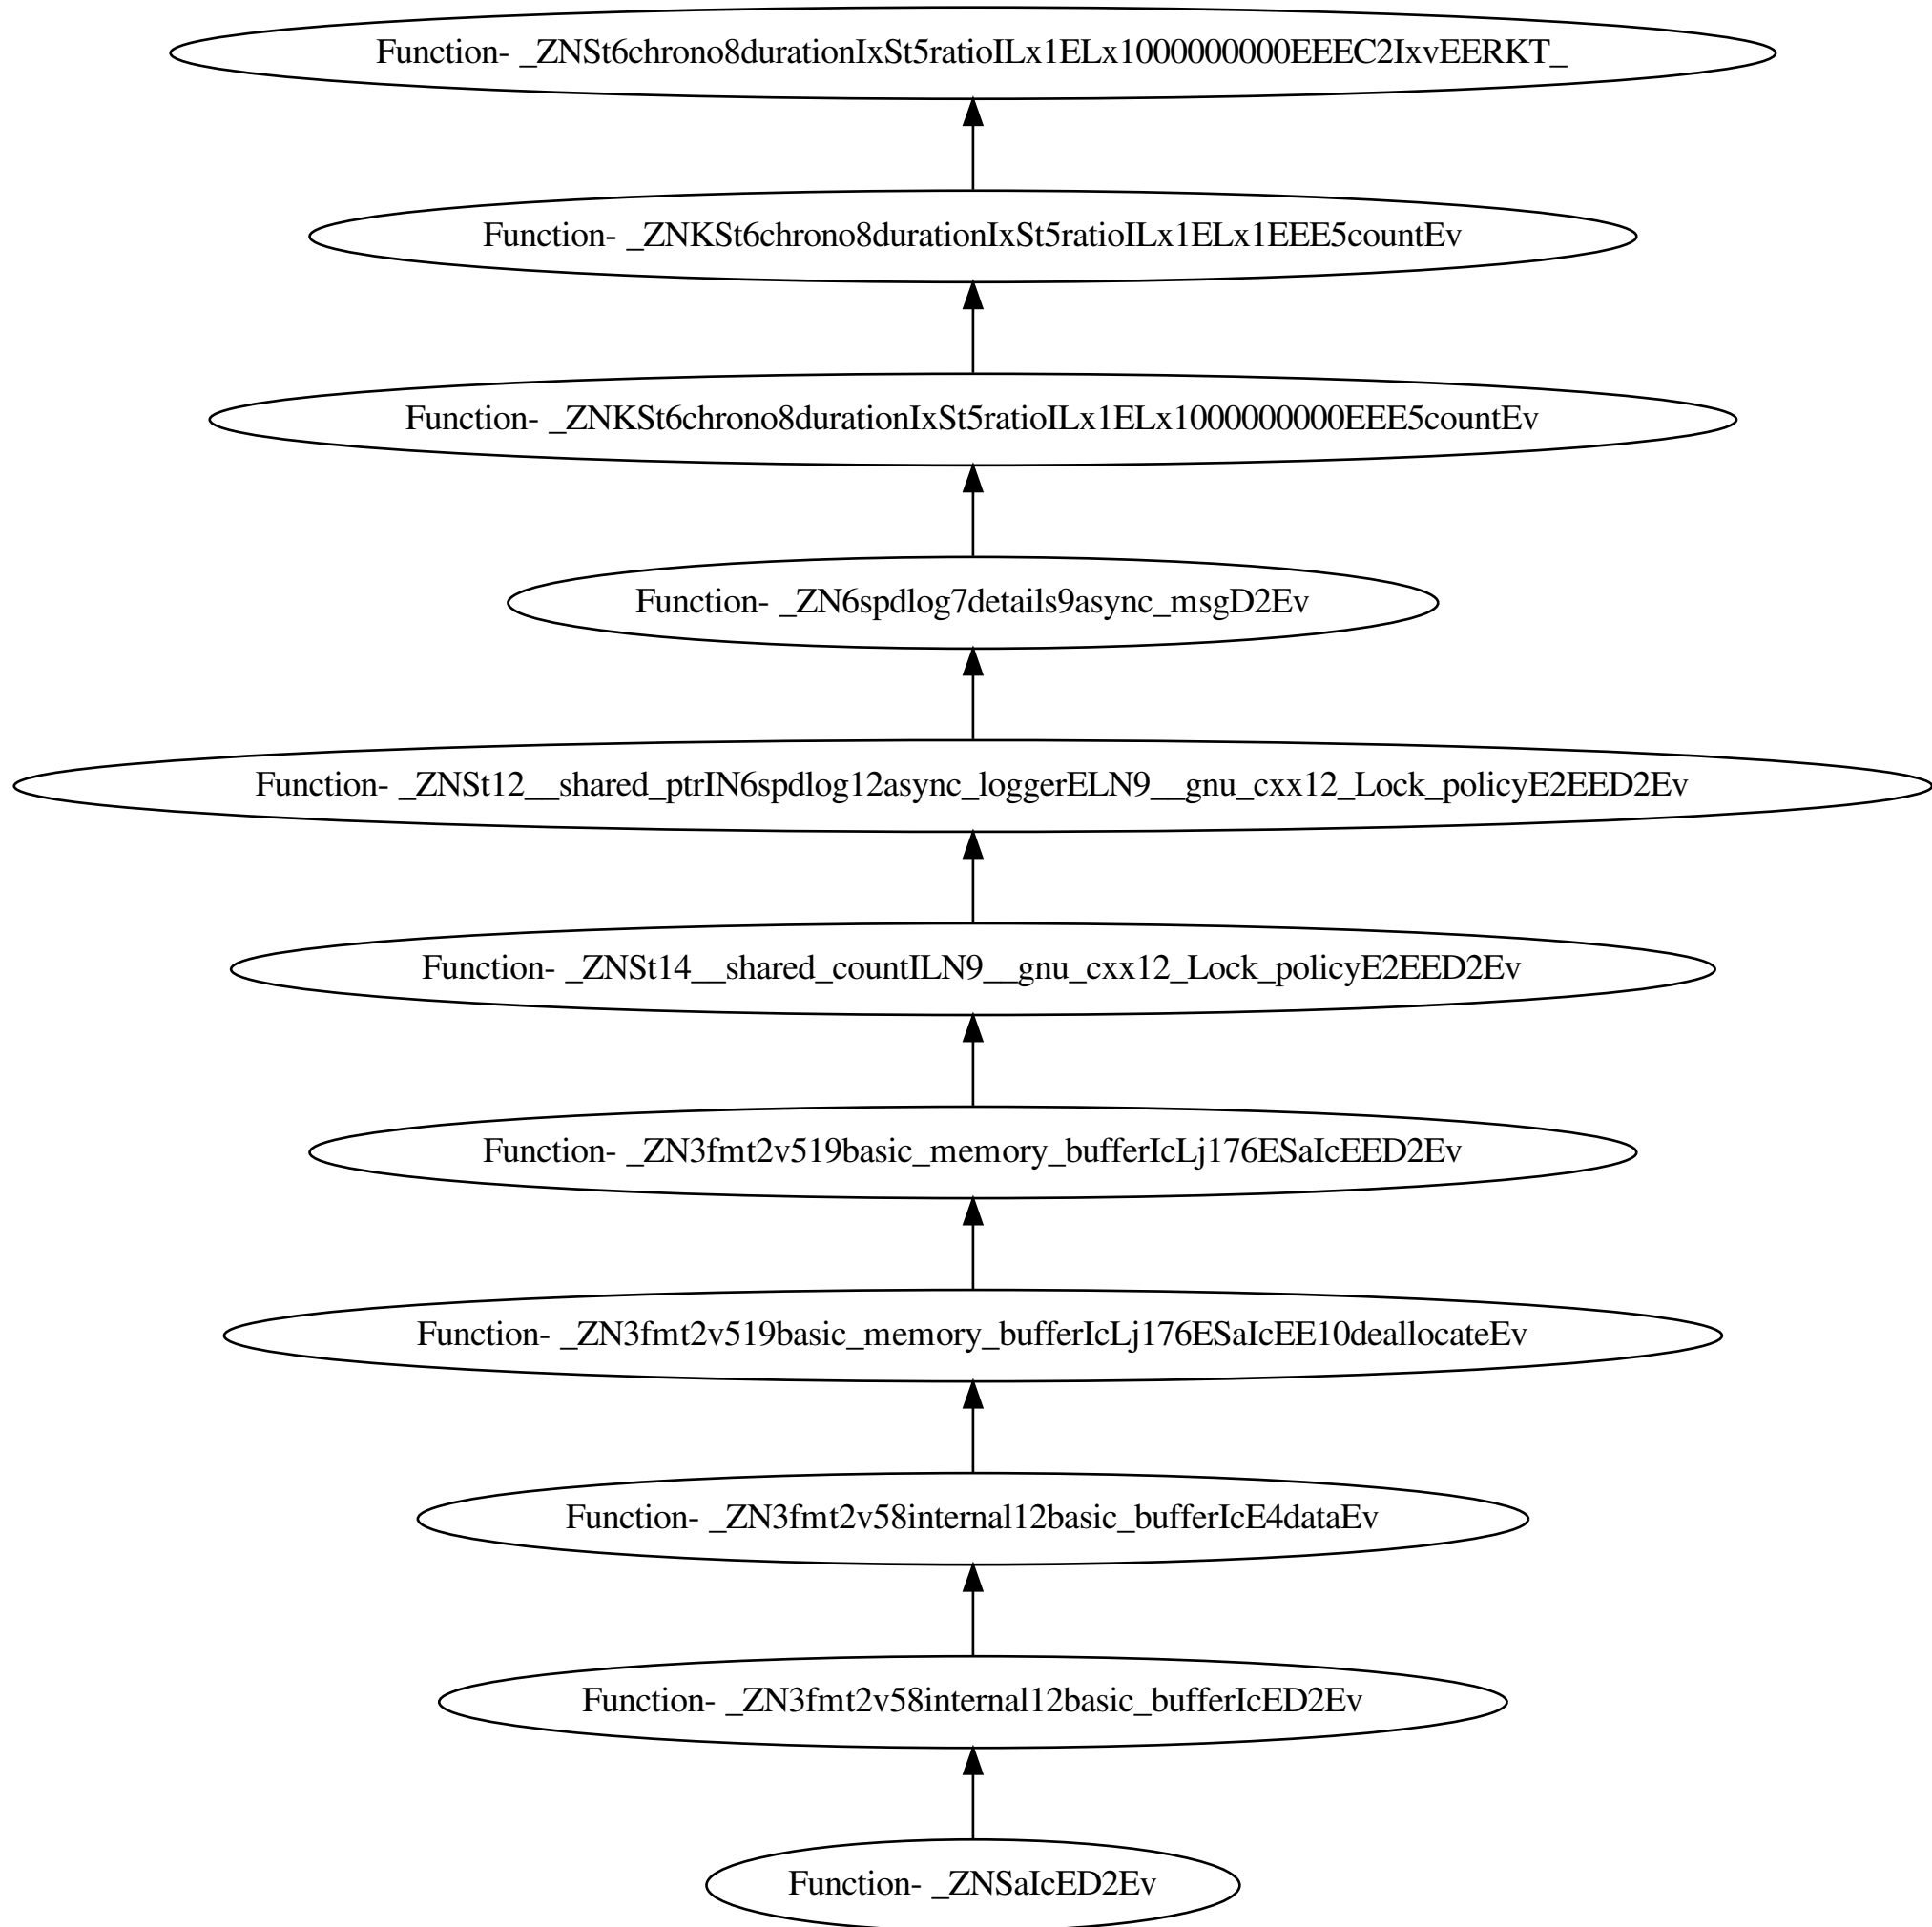 Function- _ZNSt6chrono8durationIxSt5ratioILx1ELx1000000000EEEC2IxvEERKT_
Function- _ZNKSt6chrono8durationIxSt5ratioILx1ELx1EEE5countEv
Function- _ZNKSt6chrono8durationIxSt5ratioILx1ELx1000000000EEE5countEv
Function- _ZN6spdlog7details9async_msgD2Ev
Function- _ZNSt12__shared_ptrIN6spdlog12async_loggerELN9__gnu_cxx12_Lock_policyE2EED2Ev
Function- _ZNSt14__shared_countILN9__gnu_cxx12_Lock_policyE2EED2Ev
Function- _ZN3fmt2v519basic_memory_bufferIcLj176ESaIcEED2Ev
Function- _ZN3fmt2v519basic_memory_bufferIcLj176ESaIcEE10deallocateEv
Function- _ZN3fmt2v58internal12basic_bufferIcE4dataEv
Function- _ZN3fmt2v58internal12basic_bufferIcED2Ev
Function- _ZNSaIcED2Ev